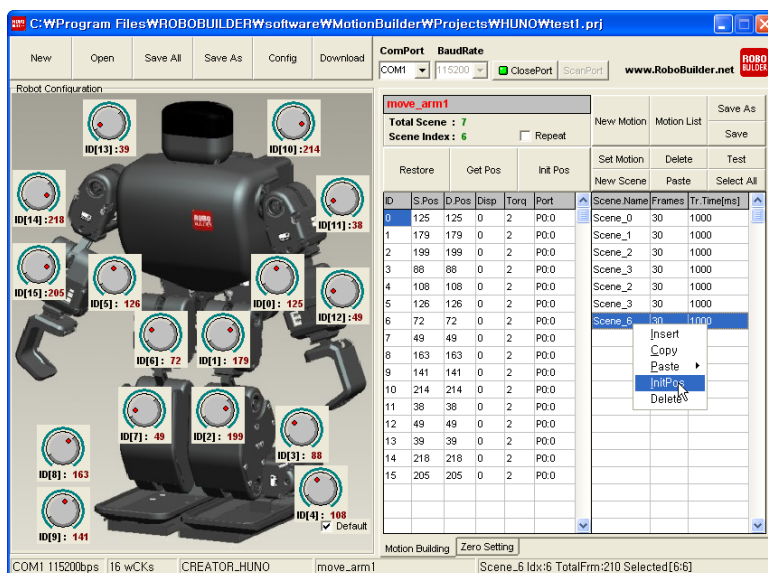 C:₩Program Files₩ROBOBUILDER₩software₩MotionBuilder₩Projects₩HUNO₩test1.prj
New Open Save All Save As Config Download
ComPort BaudRate
COM1 115200 ClosePort ScanPort www.RoboBuilder.net ROBO BUILDER
Robot Configuration
ID[13] :39
ID[10] :214
ID[14] :218
ID[11] :38
ROBO BUILDER
ID[15] :205
ID[5] : 126
ID[0] : 125
ID[12] :49
ID[6] : 72
ID[1] : 179
ID[7] : 49
ID[2] : 199
ID[3] : 88
ID[8] : 163
ID[4] : 108
ID[9] : 141
Default
move_arm1
Total Scene : 7
Scene Index : 6 Repeat
New Motion Motion List Save As
Save
Restore Get Pos Init Pos
Set Motion Delete Test
New Scene Paste Select All
ID S.Pos D.Pos Disp Torq Port
0 125 125 0 2 P0:0
1 179 179 0 2 P0:0
2 199 199 0 2 P0:0
3 88 88 0 2 P0:0
4 108 108 0 2 P0:0
5 126 126 0 2 P0:0
6 72 72 0 2 P0:0
7 49 49 0 2 P0:0
8 163 163 0 2 P0:0
9 141 141 0 2 P0:0
10 214 214 0 2 P0:0
11 38 38 0 2 P0:0
12 49 49 0 2 P0:0
13 39 39 0 2 P0:0
14 218 218 0 2 P0:0
15 205 205 0 2 P0:0
Scene.Name Frames Tr.Time[ms]
Scene_0 30 1000
Scene_1 30 1000
Scene_2 30 1000
Scene_3 30 1000
Scene_2 30 1000
Scene_3 30 1000
Scene_6 30 1000
Insert
Copy
Paste
InitPos
Delete
Motion Building Zero Setting
COM1 115200bps 16 wCKs CREATOR_HUNO move_arm1 Scene_6 Idx:6 TotalFrm:210 Selected[6:6]